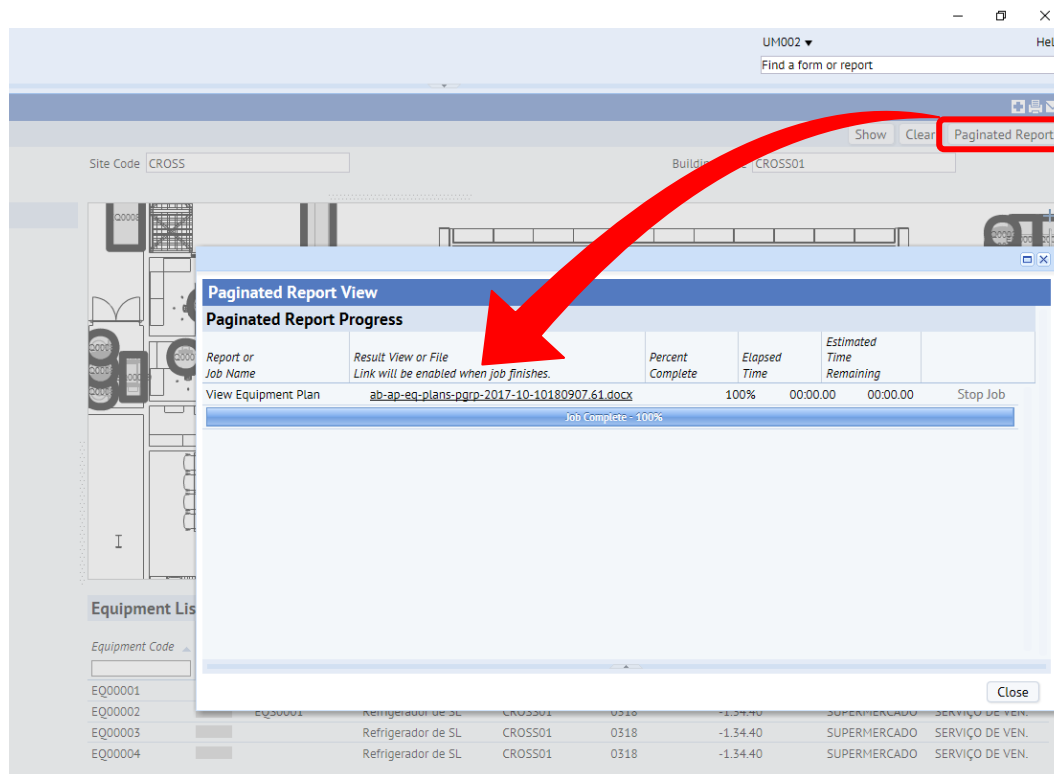 UM002
Hel
Find a form or report
Show Clear Paginated Report
Site Code CROSS
CROSS01
Paginated Report View
Paginated Report Progress
Report or Job Name
Result View or File Link will be enabled when job finishes.
Percent Complete
Elapsed Time
Estimated Time Remaining
View Equipment Plan ab-ap-eq-plans-pgrp-2017-10-10180907.61.docx 100% 00:00.00 00:00.00 Stop Job
Job Complete - 100%
Close
Equipment Lis
Equipment Code
EQ00001
EQ00002 EQS0001 Refrigerador de SL CROSS01 0318 -1.34.40 SUPERMERCADO SERVIÇO DE VEN.
EQ00003 Refrigerador de SL CROSS01 0318 -1.34.40 SUPERMERCADO SERVIÇO DE VEN.
EQ00004 Refrigerador de SL CROSS01 0318 -1.34.40 SUPERMERCADO SERVIÇO DE VEN.